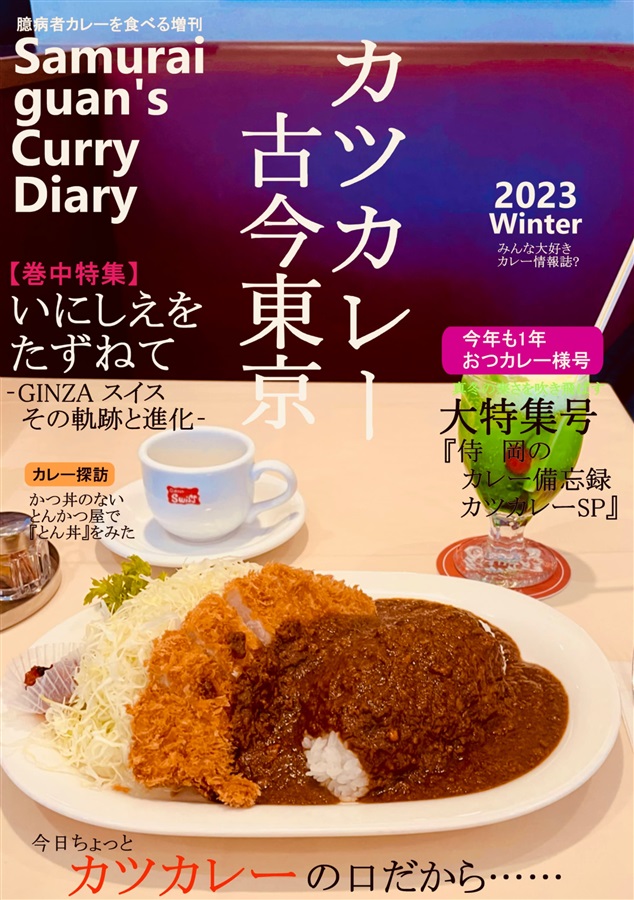 臆病者カレーを食べる増刊
Samurai
guan's
Curry
Diary
カツカレー
古今東京
2023
Winter
みんな大好き
カレー情報誌?
【巻中特集】
いにしえを
たずねて
-GINZA スイス
その軌跡と進化-
今年も1年
おつカレー様号
さを吹き
大特集号
『侍 岡の
カレー備忘録
カツカレーSP』
カレー探訪
かつ丼のない
とんかつ屋で
『とん丼』をみた
Swiss
今日ちょっと
カツカレーの口だから……